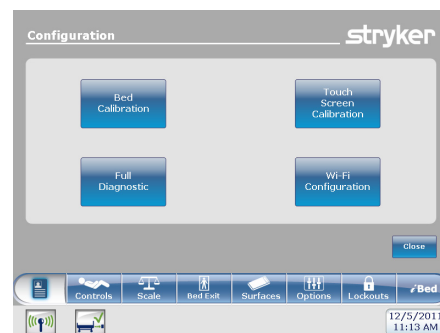 Configuration
stryker
Bed
Calibration
Touch
Screen
Calibration
Full
Diagnostic
Wi-Fi
Configuration
Close
Controls
Scale
Bed Exit
Surfaces
Options
Lockouts
iBed
12/5/2011
11:13 AM